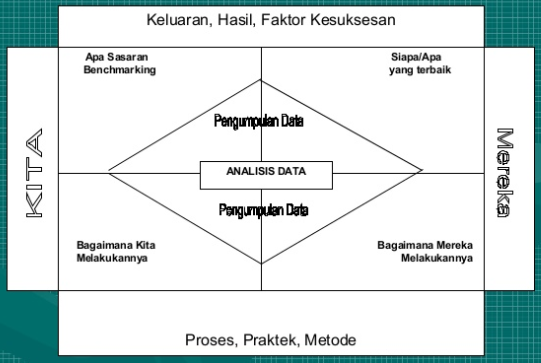 Keluaran, Hasil, Faktor Kesuksesan
Apa Sasaran
Benchmarking
Siapa/Apa
yang terbaik
Pengumpulan Data
KITA
ANALISIS DATA
Mereka
Pengumpulan Data
Bagaimana Kita
Melakukannya
Bagaimana Mereka
Melakukannya
Proses, Praktek, Metode